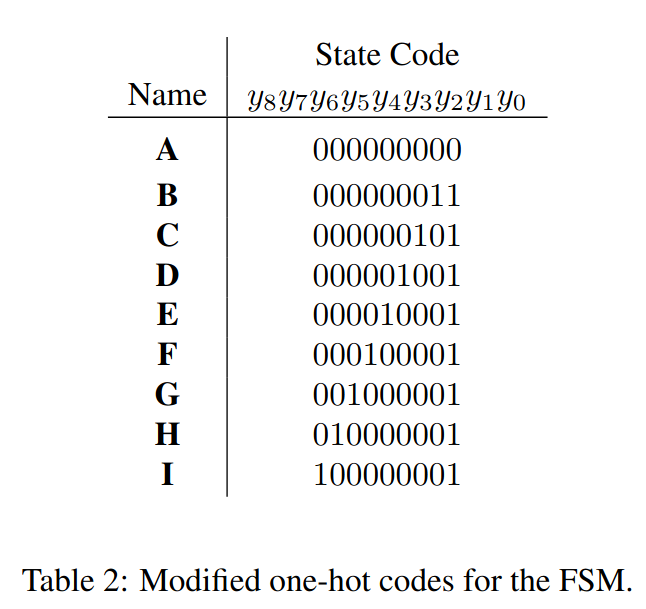 State Code
Name y₈y₇y₆y₅y₄y₃y₂y₁y₀
A 000000000
B 000000011
C 000000101
D 000001001
E 000010001
F 000100001
G 001000001
H 010000001
I 100000001
Table 2: Modified one-hot codes for the FSM.